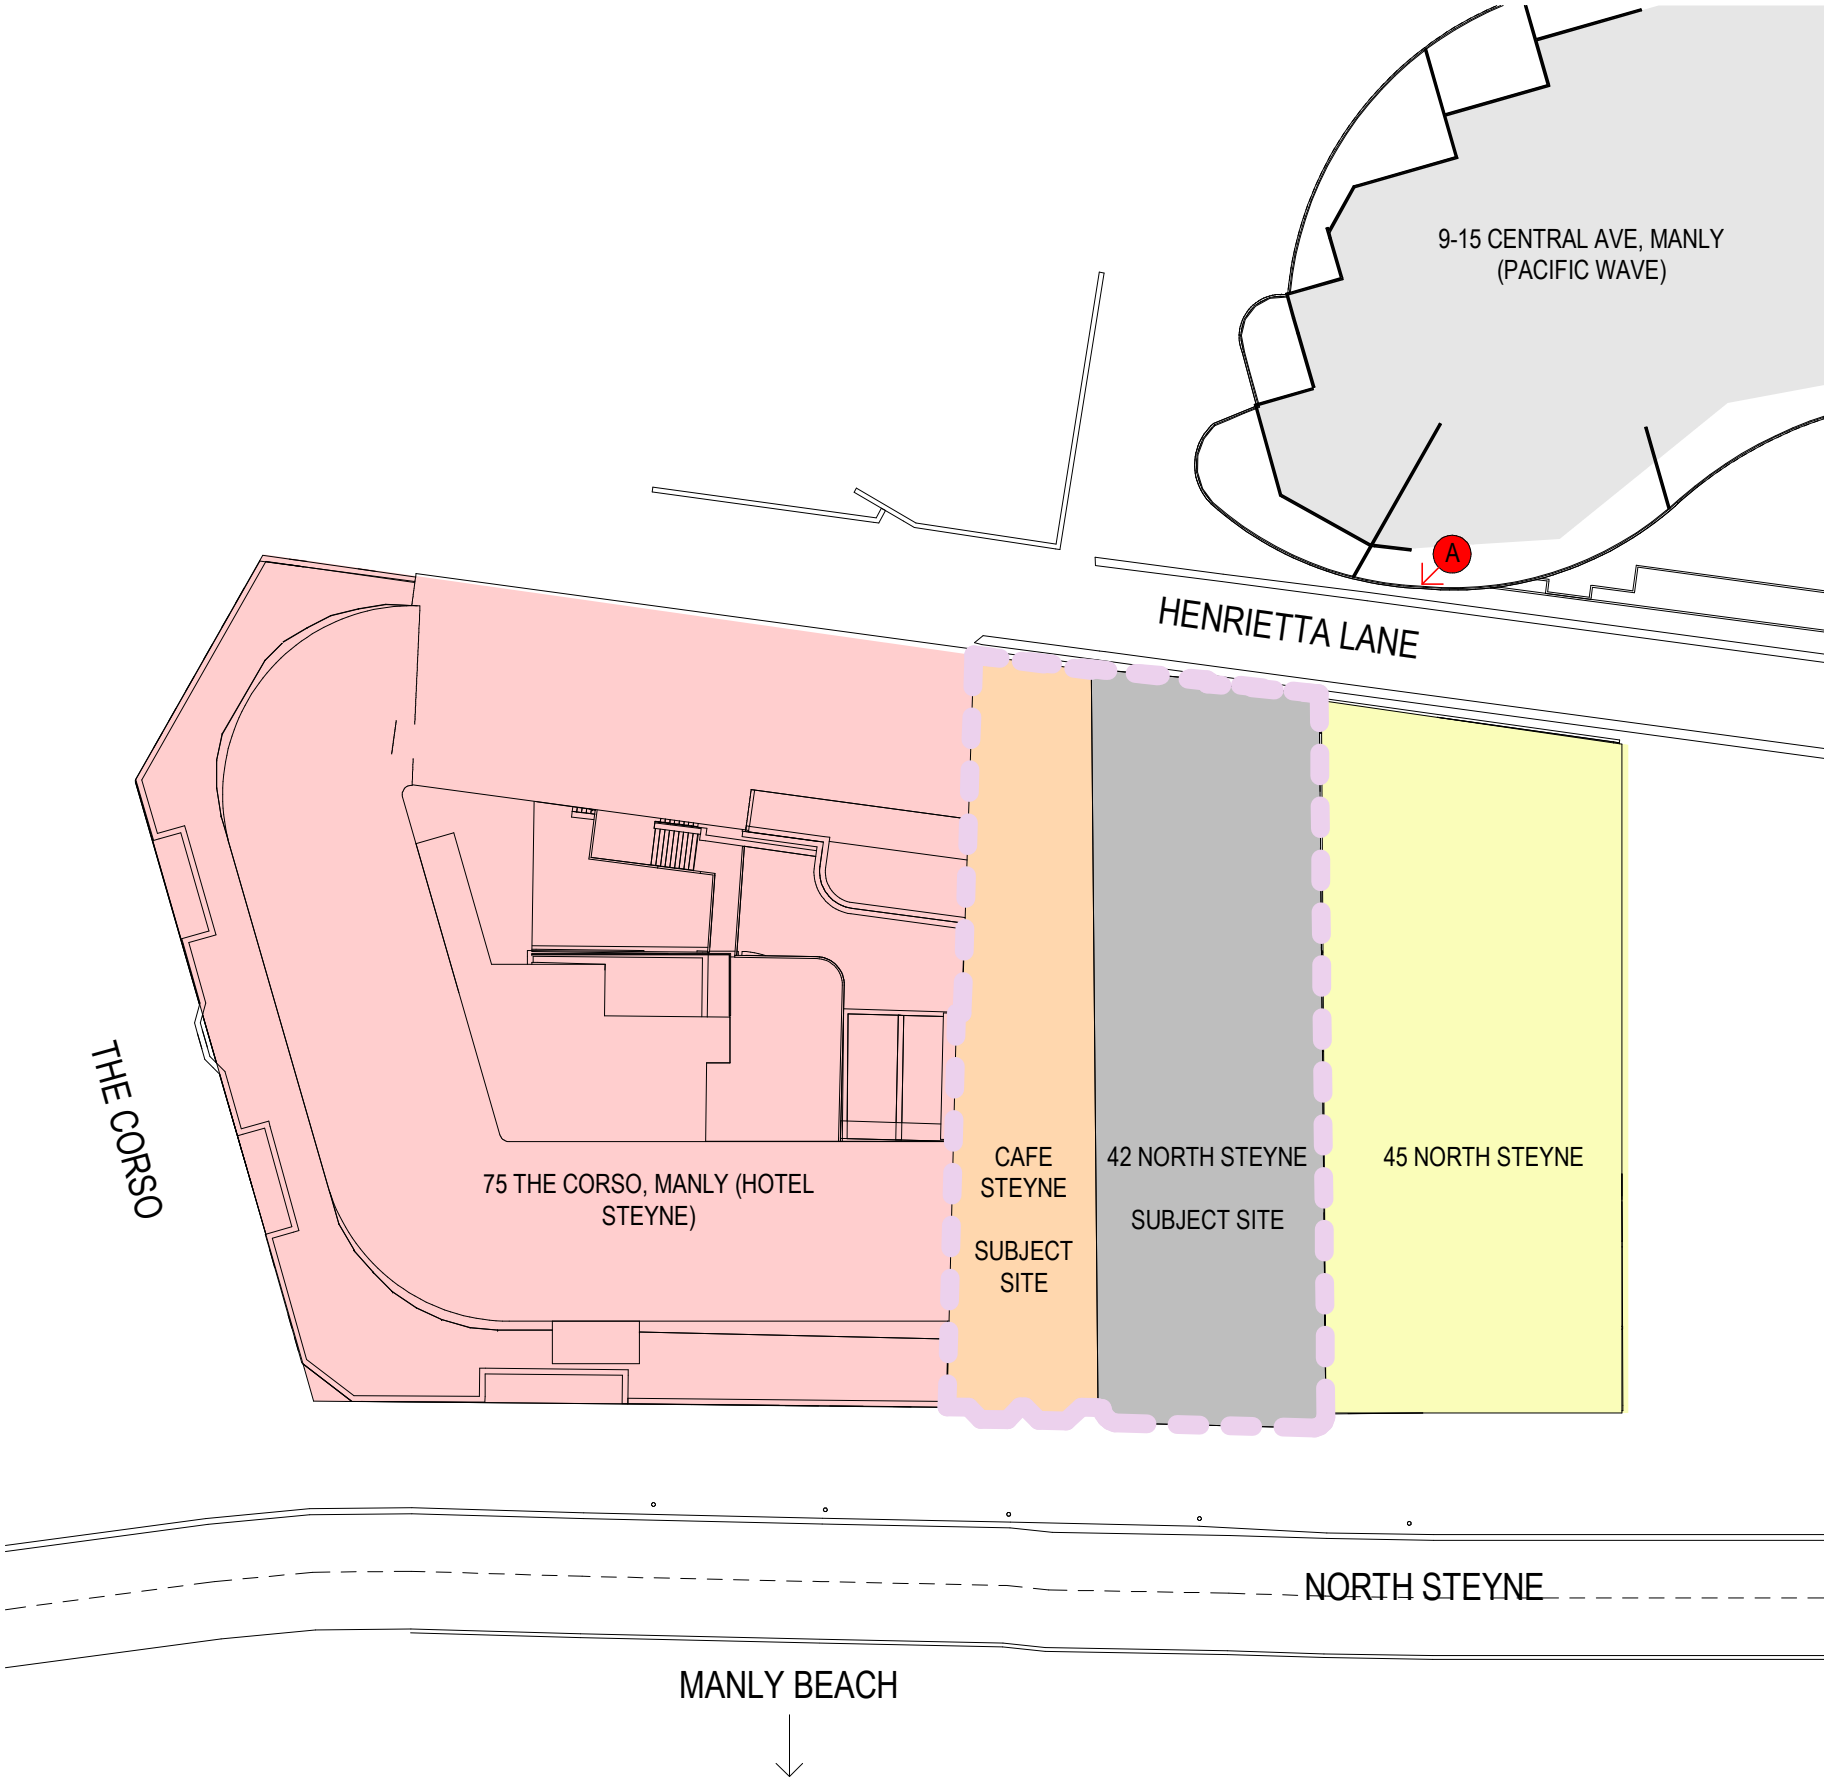 9-15 CENTRAL AVE, MANLY
(PACIFIC WAVE)
A
HENRIETTA LANE
THE CORSO
75 THE CORSO, MANLY (HOTEL
STEYNE)
CAFE
STEYNE
SUBJECT
SITE
42 NORTH STEYNE
SUBJECT SITE
45 NORTH STEYNE
NORTH STEYNE
MANLY BEACH